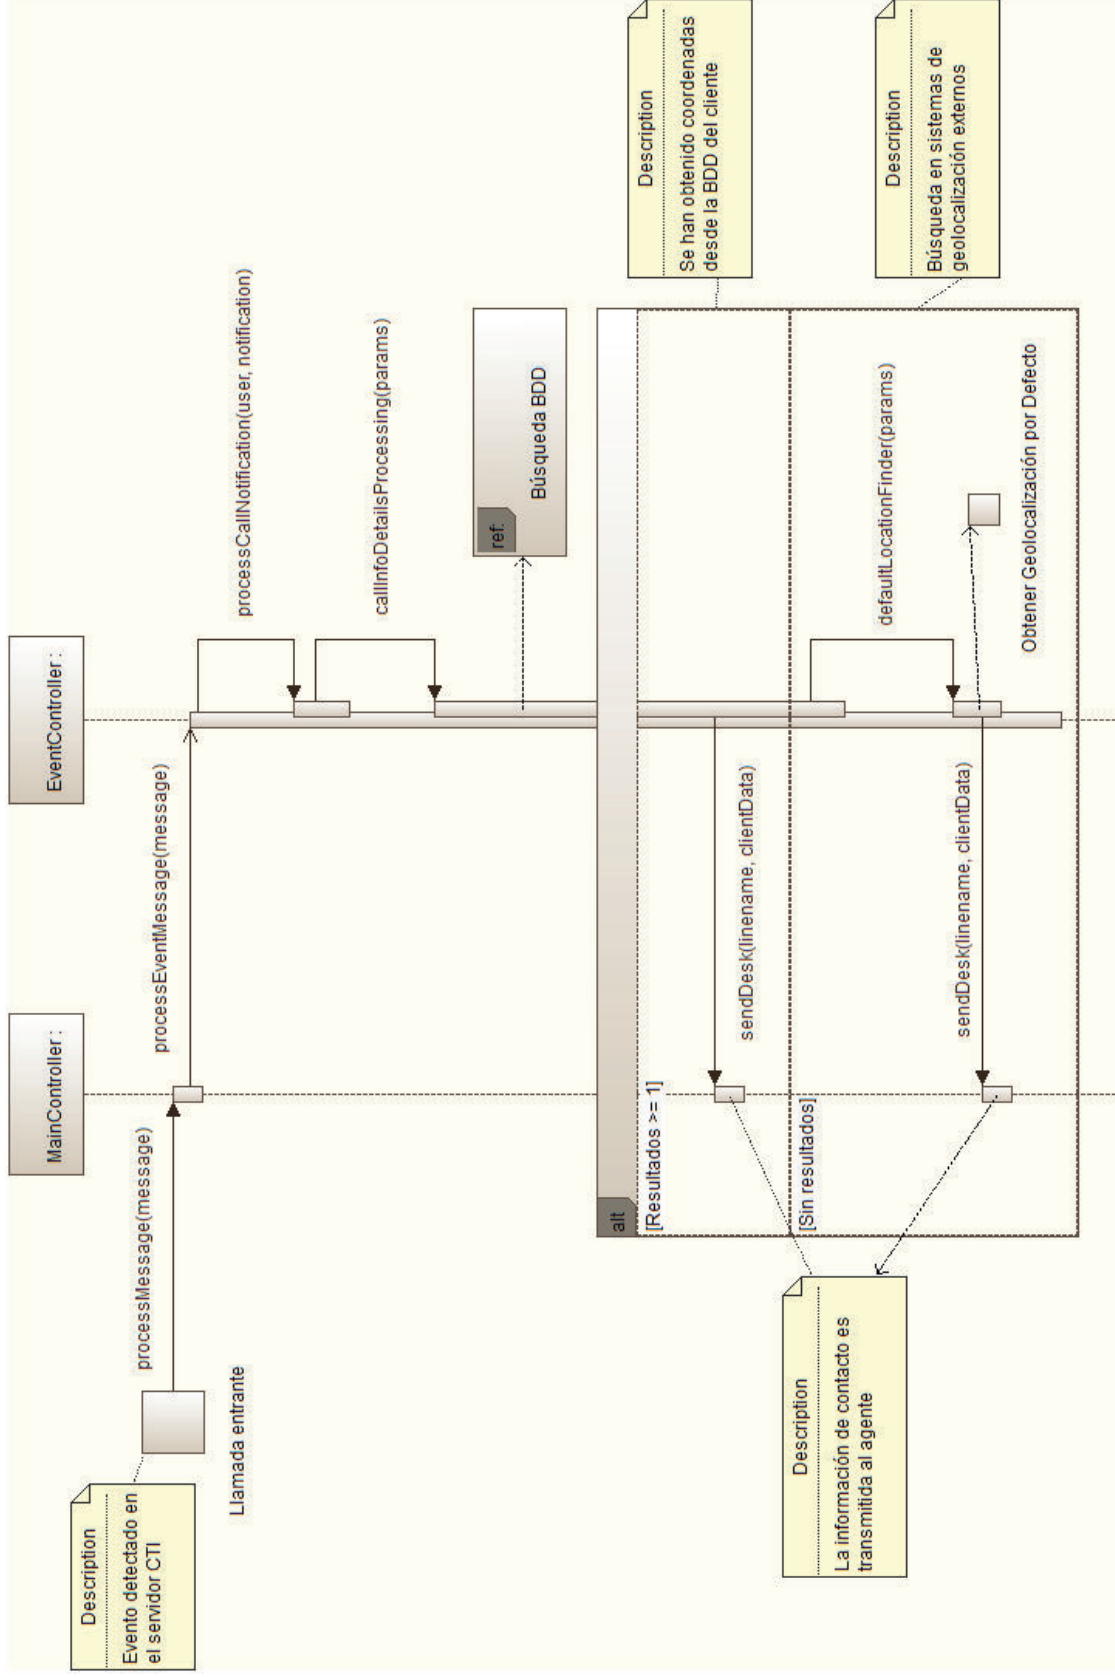 MainController :
EventController :
Description
Evento detectado en
el servidor CTI
Llamada entrante
processMessage(message)
processEventMessage(message)
processCallNotification(user, notification)
callInfoDetailsProcessing(params)
ref:
Búsqueda BDD
alt
[Resultados >= 1]
sendDesk(linename, clientData)
Description
Se han obtenido coordenadas
desde la BDD del cliente
[Sin resultados]
defaultLocationFinder(params)
sendDesk(linename, clientData)
Obtener Geolocalización por Defecto
Description
Búsqueda en sistemas de
geolocalización externos
Description
La información de contacto es
transmitida al agente